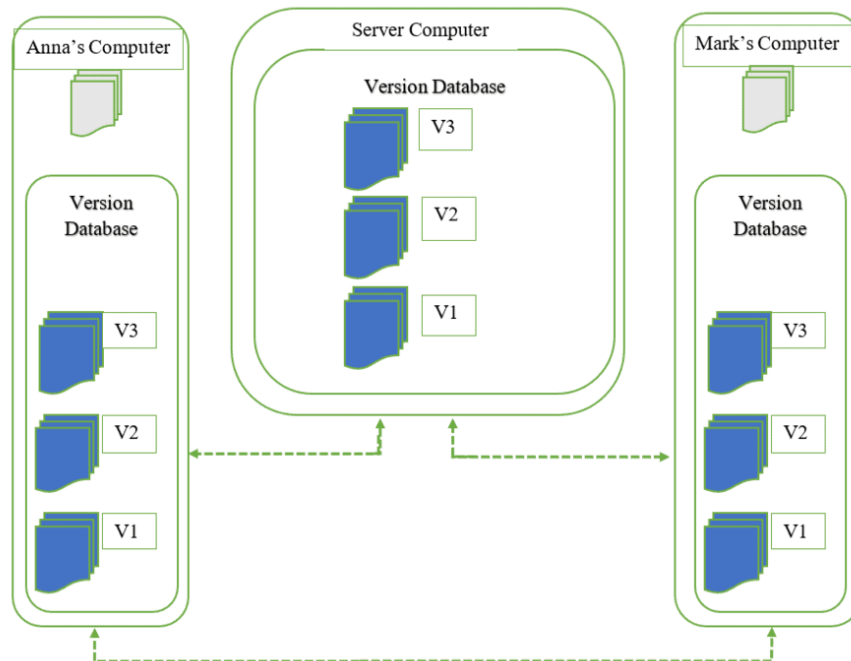 Anna's Computer
Version
Database
V3
V2
V1
Server Computer
Version Database
V3
V2
V1
Mark's Computer
Version
Database
V3
V2
V1